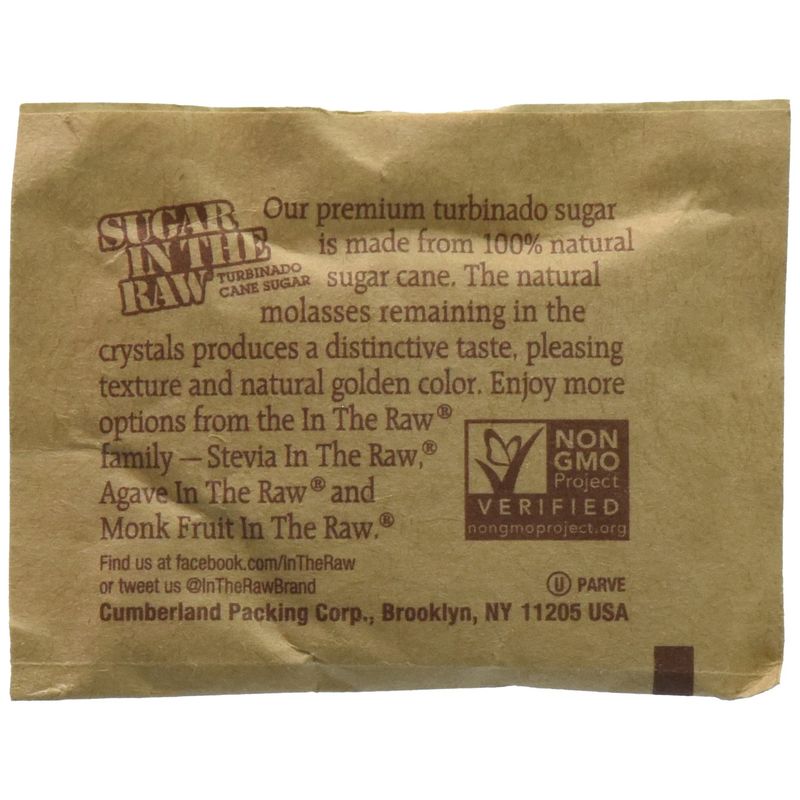 SUGAR
IN THE
RAW
TURBINADO
CANE SUGAR
Our premium turbinado sugar
is made from 100% natural
sugar cane. The natural
molasses remaining in the
crystals produces a distinctive taste, pleasing
texture and natural golden color. Enjoy more
options from the In The Raw®
family — Stevia In The Raw,®
Agave In The Raw® and
Monk Fruit In The Raw.®
NON
GMO
Project
VERIFIED
nongmoproject.org
Find us at facebook.com/inTheRaw
or tweet us @InTheRawBrand
U PARVE
Cumberland Packing Corp., Brooklyn, NY 11205 USA